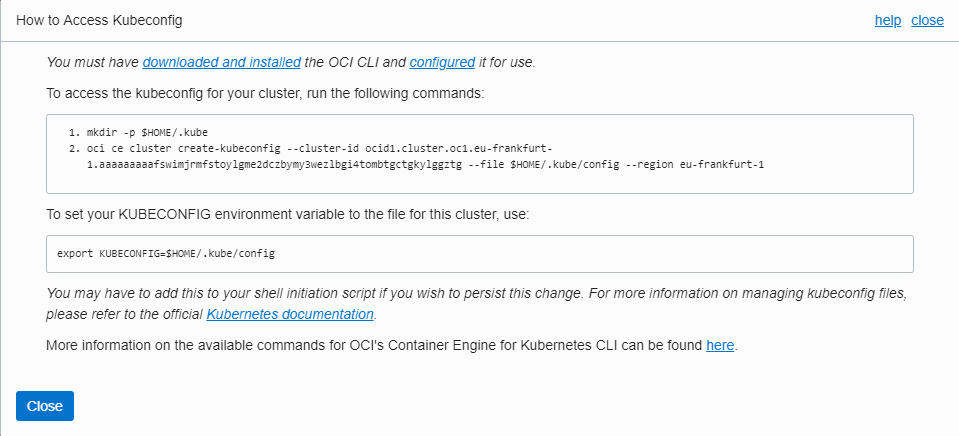 How to Access Kubeconfig
help close
You must have downloaded and installed the OCI CLI and configured it for use.
To access the kubeconfig for your cluster, run the following commands:
1. mkdir -p $HOME/.kube
2. oci ce cluster create-kubeconfig --cluster-id ocid1.cluster.oc1.eu-frankfurt-
1.aaaaaaaaafswimjrmfstoylgme2dczbymy3wezlbgi4tombtgctgkylggztg --file $HOME/.kube/config --region eu-frankfurt-1
To set your KUBECONFIG environment variable to the file for this cluster, use:
export KUBECONFIG=$HOME/.kube/config
You may have to add this to your shell initiation script if you wish to persist this change. For more information on managing kubeconfig files,
please refer to the official Kubernetes documentation.
More information on the available commands for OCI's Container Engine for Kubernetes CLI can be found here.
Close